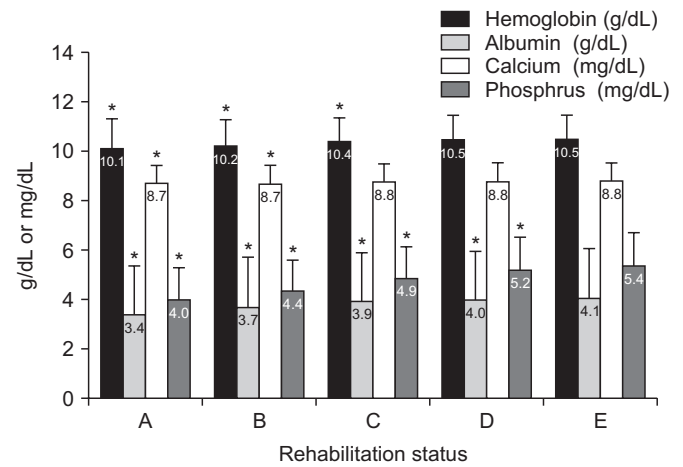 Hemoglobin (g/dL)
Albumin (g/dL)
Calcium (mg/dL)
Phosphrus (mg/dL)
g/dL or mg/dL
14
12
10
8
6
4
2
0
* * * * * * * * * * * * *
10.1 3.4 8.7 4.0 10.2 3.7 8.7 4.4 10.4 3.9 8.8 4.9 10.5 4.0 8.8 5.2 10.5 4.1 8.8 5.4
A B C D E
Rehabilitation status